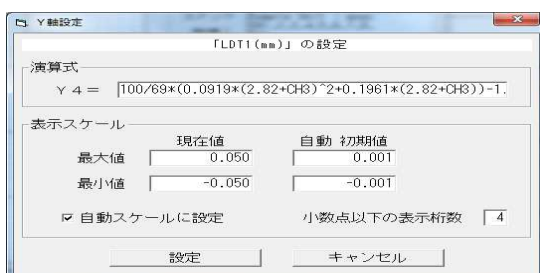 Y軸設定
「LDT1(mm)」の設定
演算式
Y4= 100/69*(0.0919*(2.82+CH3)^2+0.1961*(2.82+CH3))-1.
表示スケール
現在値 自動 初期値
最大値 0.050 0.001
最小値 -0.050 -0.001
自動スケールに設定 小数点以下の表示桁数 4
設定 キャンセル